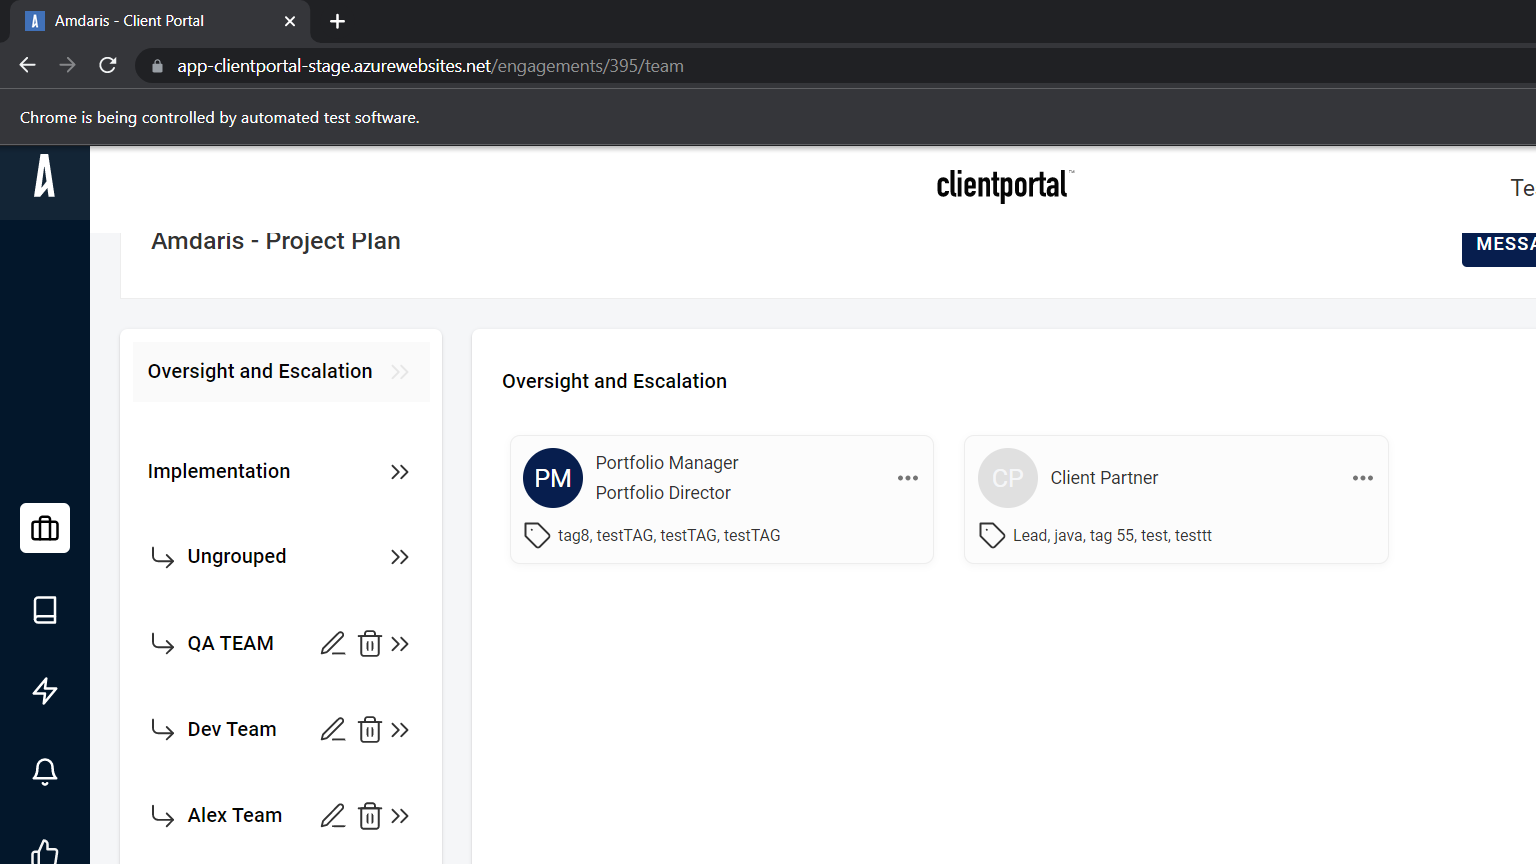 Amdaris - Client Portal
app-clientportal-stage.azurewebsites.net/engagements/395/team
Chrome is being controlled by automated test software.
clientportal™
Te
Amdaris - Project Plan
MESSA
Oversight and Escalation
Implementation
Ungrouped
QA TEAM
Dev Team
Alex Team
Oversight and Escalation
PM
Portfolio Manager
Portfolio Director
tag8, testTAG, testTAG, testTAG
CP
Client Partner
Lead, java, tag 55, test, testtt